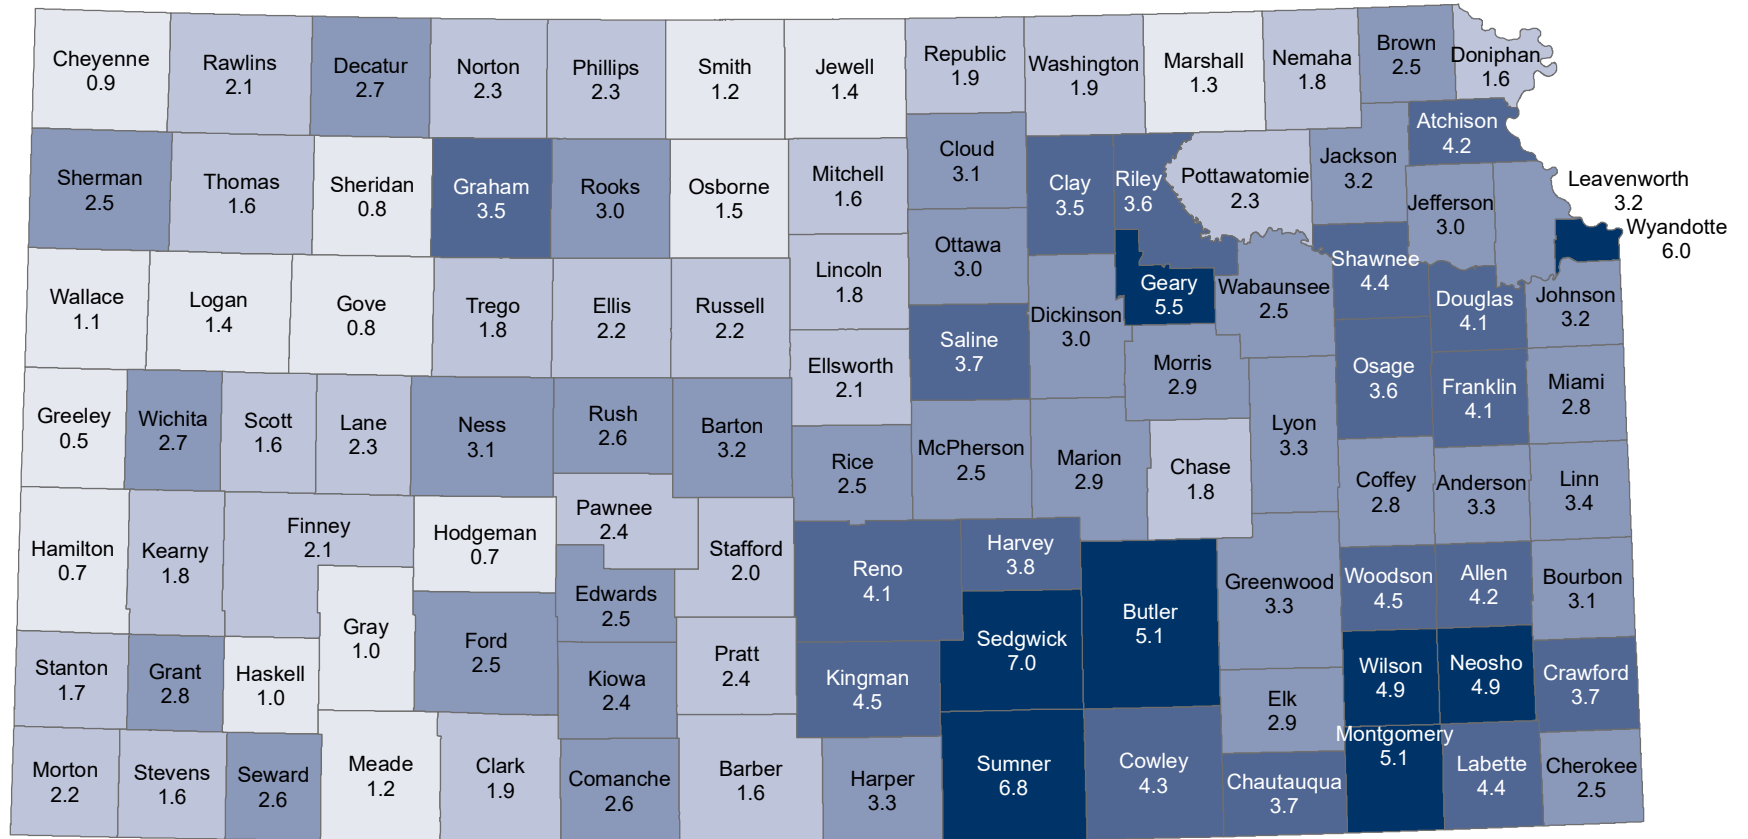 Cheyenne
0.9
Rawlins
2.1
Decatur
2.7
Norton
2.3
Phillips
2.3
Smith
1.2
Jewell
1.4
Republic
1.9
Washington
1.9
Marshall
1.3
Nemaha
1.8
Brown
2.5
Doniphan
1.6
Atchison
4.2
Sherman
2.5
Thomas
1.6
Sheridan
0.8
Graham
3.5
Rooks
3.0
Osborne
1.5
Mitchell
1.6
Cloud
3.1
Clay
3.5
Riley
3.6
Pottawatomie
2.3
Jackson
3.2
Jefferson
3.0
Leavenworth
3.2
Wyandotte
6.0
Wallace
1.1
Logan
1.4
Gove
0.8
Trego
1.8
Ellis
2.2
Russell
2.2
Lincoln
1.8
Ottawa
3.0
Dickinson
3.0
Geary
5.5
Wabaunsee
2.5
Shawnee
4.4
Douglas
4.1
Johnson
3.2
Ellsworth
2.1
Saline
3.7
Morris
2.9
Osage
3.6
Franklin
4.1
Miami
2.8
Greeley
0.5
Wichita
2.7
Scott
1.6
Lane
2.3
Ness
3.1
Rush
2.6
Barton
3.2
Rice
2.5
McPherson
2.5
Marion
2.9
Chase
1.8
Lyon
3.3
Coffey
2.8
Anderson
3.3
Linn
3.4
Hamilton
0.7
Kearny
1.8
Finney
2.1
Hodgeman
0.7
Pawnee
2.4
Stafford
2.0
Reno
4.1
Harvey
3.8
Butler
5.1
Greenwood
3.3
Woodson
4.5
Allen
4.2
Bourbon
3.1
Edwards
2.5
Gray
1.0
Ford
2.5
Sedgwick
7.0
Stanton
1.7
Grant
2.8
Haskell
1.0
Kiowa
2.4
Pratt
2.4
Kingman
4.5
Elk
2.9
Wilson
4.9
Neosho
4.9
Crawford
3.7
Morton
2.2
Stevens
1.6
Seward
2.6
Meade
1.2
Clark
1.9
Comanche
2.6
Barber
1.6
Harper
3.3
Sumner
6.8
Cowley
4.3
Chautauqua
3.7
Montgomery
5.1
Labette
4.4
Cherokee
2.5